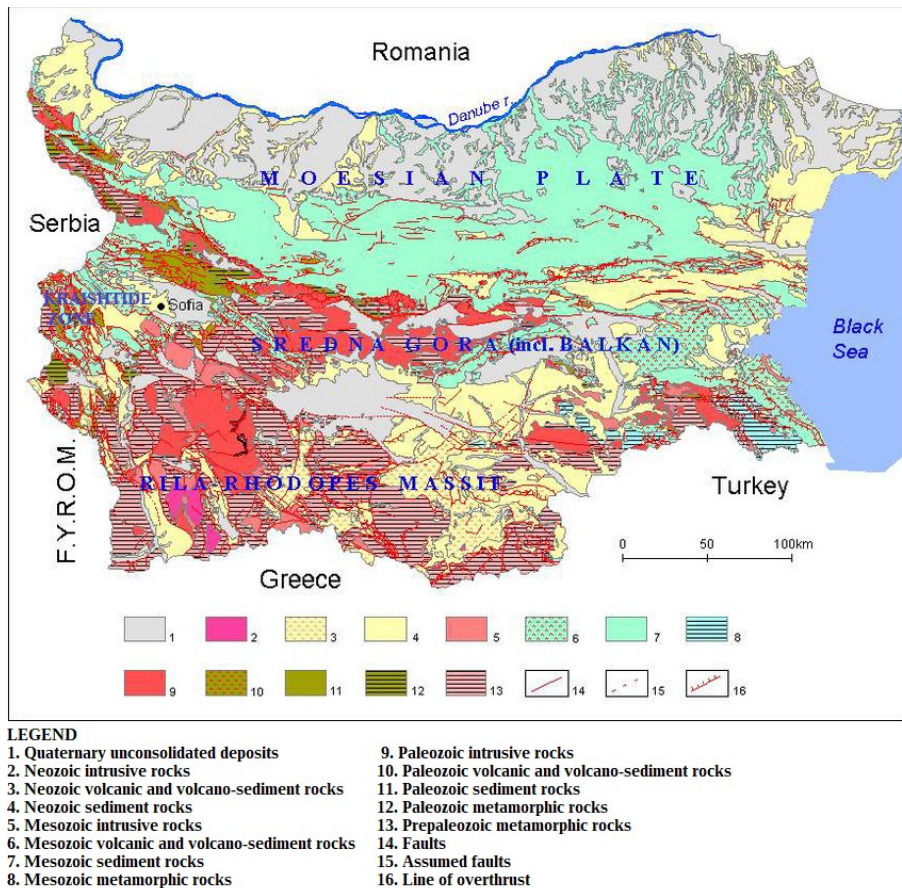 Romania
Danube r.
MOESIAN PLATE
Serbia
KRAISHTIDE
ZONE
Sofia
SREDNA GORA (incl. BALKAN)
Black
Sea
F.Y.R.O.M.
RILA-RHODOPES MASSIF
Turkey
0 50 100km
Greece
1 2 3 4 5 6 7 8
9 10 11 12 13 14 15 16
LEGEND
1. Quaternary unconsolidated deposits
2. Neozoic intrusive rocks
3. Neozoic volcanic and volcano-sediment rocks
4. Neozoic sediment rocks
5. Mesozoic intrusive rocks
6. Mesozoic volcanic and volcano-sediment rocks
7. Mesozoic sediment rocks
8. Mesozoic metamorphic rocks
9. Paleozoic intrusive rocks
10. Paleozoic volcanic and volcano-sediment rocks
11. Paleozoic sediment rocks
12. Paleozoic metamorphic rocks
13. Prepaleozoic metamorphic rocks
14. Faults
15. Assumed faults
16. Line of overthrust